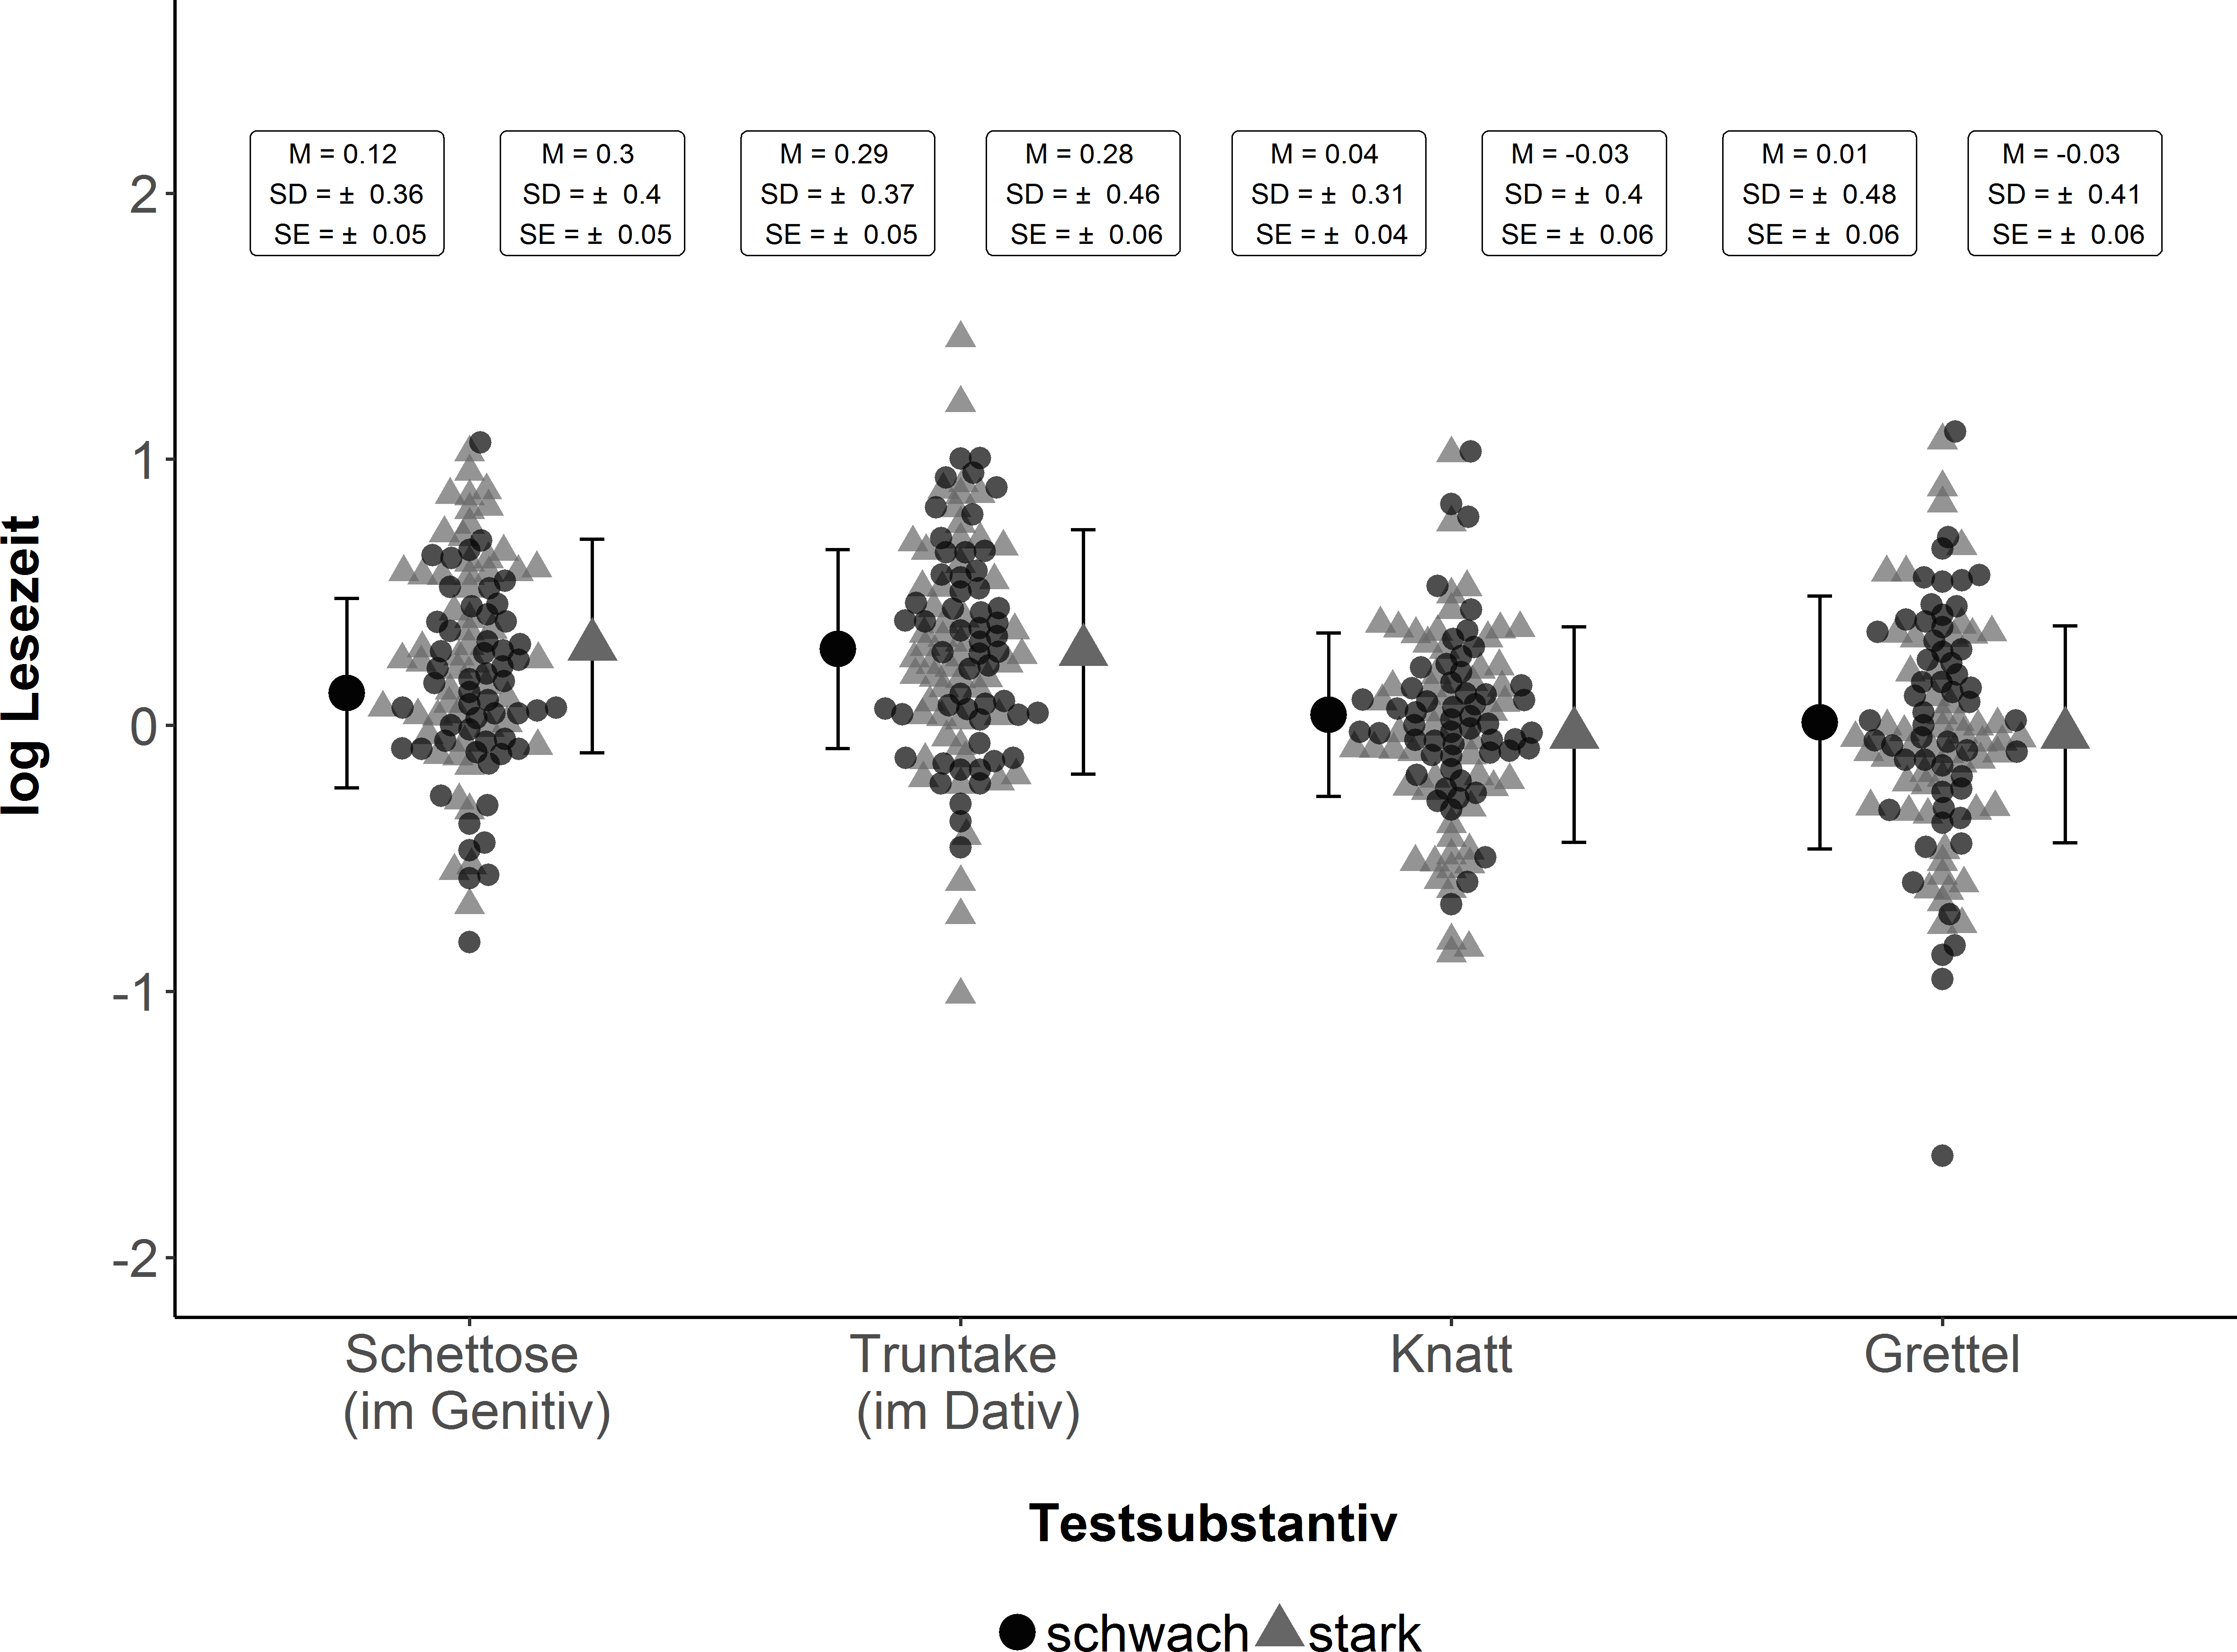 M = 0.12
SD = ± 0.36
SE = ± 0.05
M = 0.3
SD = ± 0.4
SE = ± 0.05
M = 0.29
SD = ± 0.37
SE = ± 0.05
M = 0.28
SD = ± 0.46
SE = ± 0.06
M = 0.04
SD = ± 0.31
SE = ± 0.04
M = -0.03
SD = ± 0.4
SE = ± 0.06
M = 0.01
SD = ± 0.48
SE = ± 0.06
M = -0.03
SD = ± 0.41
SE = ± 0.06
log Lesezeit
2
1
0
-1
-2
Schettose
(im Genitiv)
Truntake
(im Dativ)
Knatt
Grettel
Testsubstantiv
schwach
stark